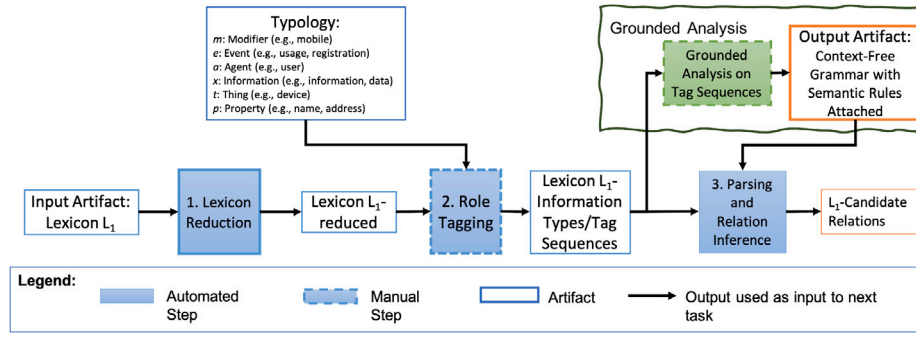 Typology:
m: Modifier (e.g., mobile)
e: Event (e.g., usage, registration)
a: Agent (e.g., user)
x: Information (e.g., information, data)
t: Thing (e.g., device)
p: Property (e.g., name, address)
Grounded Analysis
Grounded
Analysis on
Tag Sequences
Output Artifact:
Context-Free
Grammar with
Semantic Rules
Attached
Input Artifact:
Lexicon L₁
1. Lexicon
Reduction
Lexicon L₁-
reduced
2. Role
Tagging
Lexicon L₁-
Information
Types/Tag
Sequences
3. Parsing
and
Relation
Inference
L₁-Candidate
Relations
Legend:
Automated
Step
Manual
Step
Artifact
Output used as input to next
task